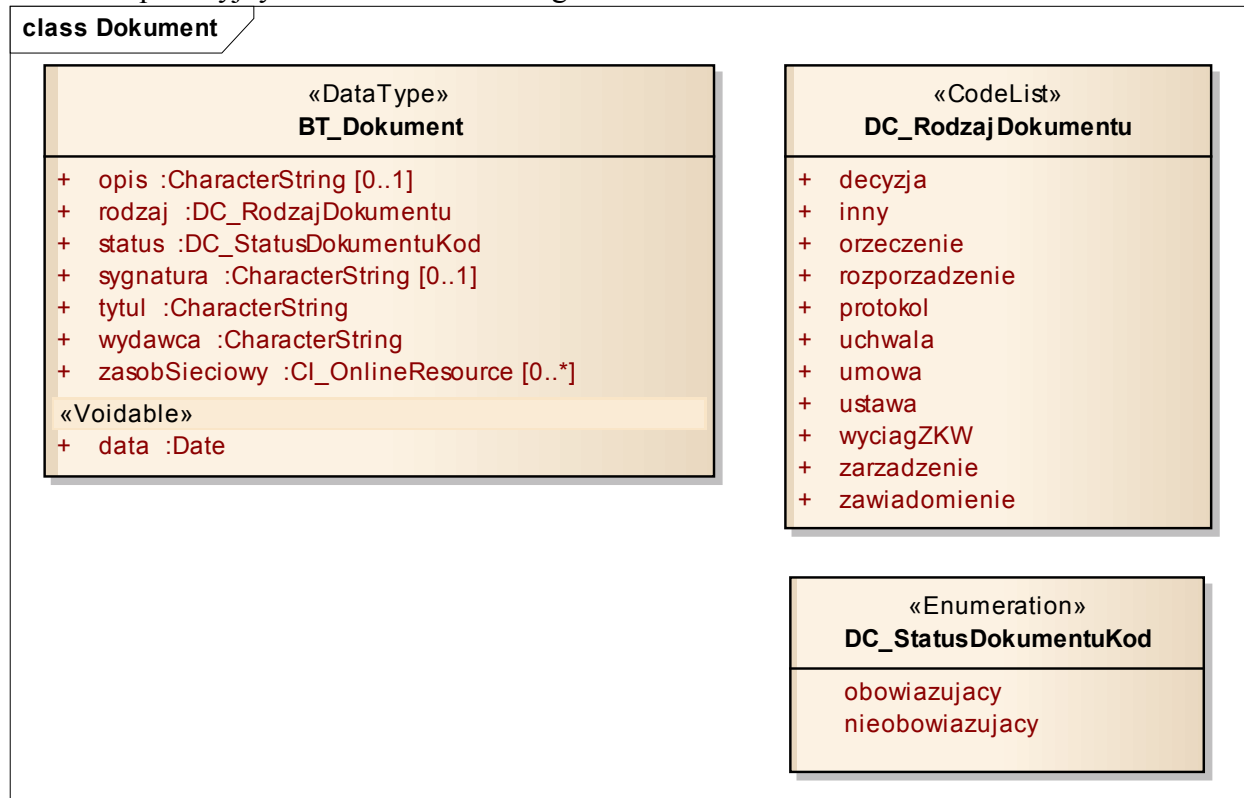 class Dokument
«DataType»
BT_Dokument
+ opis :CharacterString [0..1]
+ rodzaj :DC_RodzajDokumentu
+ status :DC_StatusDokumentuKod
+ sygnatura :CharacterString [0..1]
+ tytul :CharacterString
+ wydawca :CharacterString
+ zasobSieciowy :CI_OnlineResource [0..*]
«Voidable»
+ data :Date
«CodeList»
DC_RodzajDokumentu
+ decyzja
+ inny
+ orzeczenie
+ rozporzadzenie
+ protokol
+ uchwala
+ umowa
+ ustawa
+ wyciagZKW
+ zarzadzenie
+ zawiadomienie
«Enumeration»
DC_StatusDokumentuKod
obowiazujacy
nieobowiazujacy